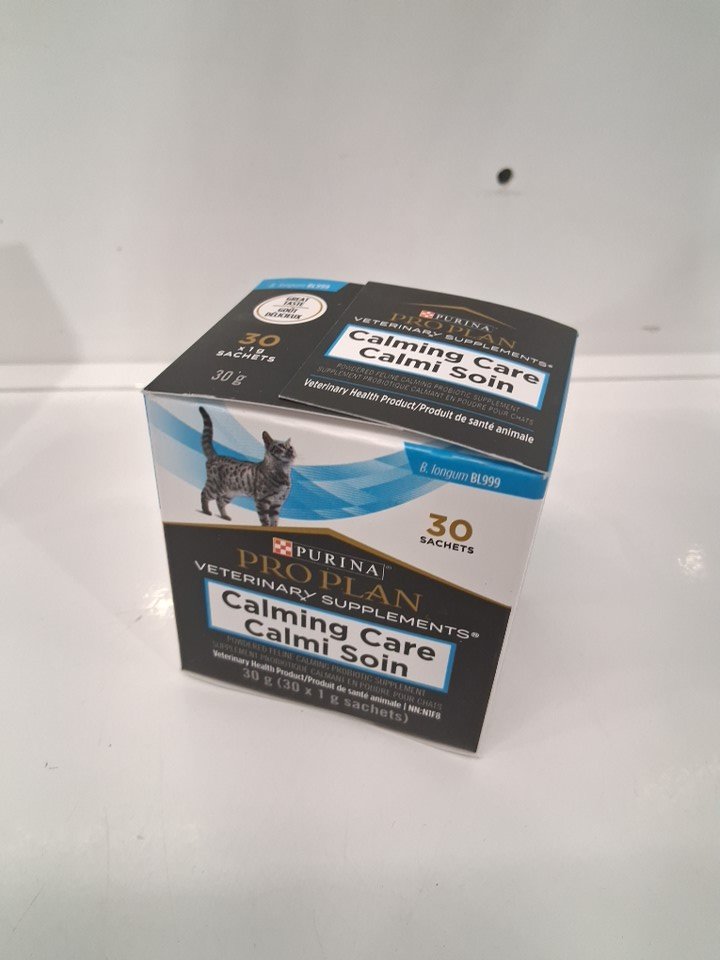 B. longum BL999
GREAT
TASTE
GOÛT
DÉLICIEUX
30
x 1g
SACHETS
30 g
PURINA
PRO PLAN
VETERINARY SUPPLEMENTS®
Calming Care
Calmi Soin
POWDERED FELINE CALMING PROBIOTIC SUPPLEMENT
SUPPLÉMENT PROBIOTIQUE CALMANT EN POUDRE POUR CHATS
Veterinary Health Product/Produit de santé animale
B. longum BL999
30
SACHETS
PURINA
PRO PLAN
VETERINARY SUPPLEMENTS®
Calming Care
Calmi Soin
POWDERED FELINE CALMING PROBIOTIC SUPPLEMENT
SUPPLÉMENT PROBIOTIQUE CALMANT EN POUDRE POUR CHATS
Veterinary Health Product/Produit de santé animale | NN:N1F8
30 g (30 x 1 g sachets)